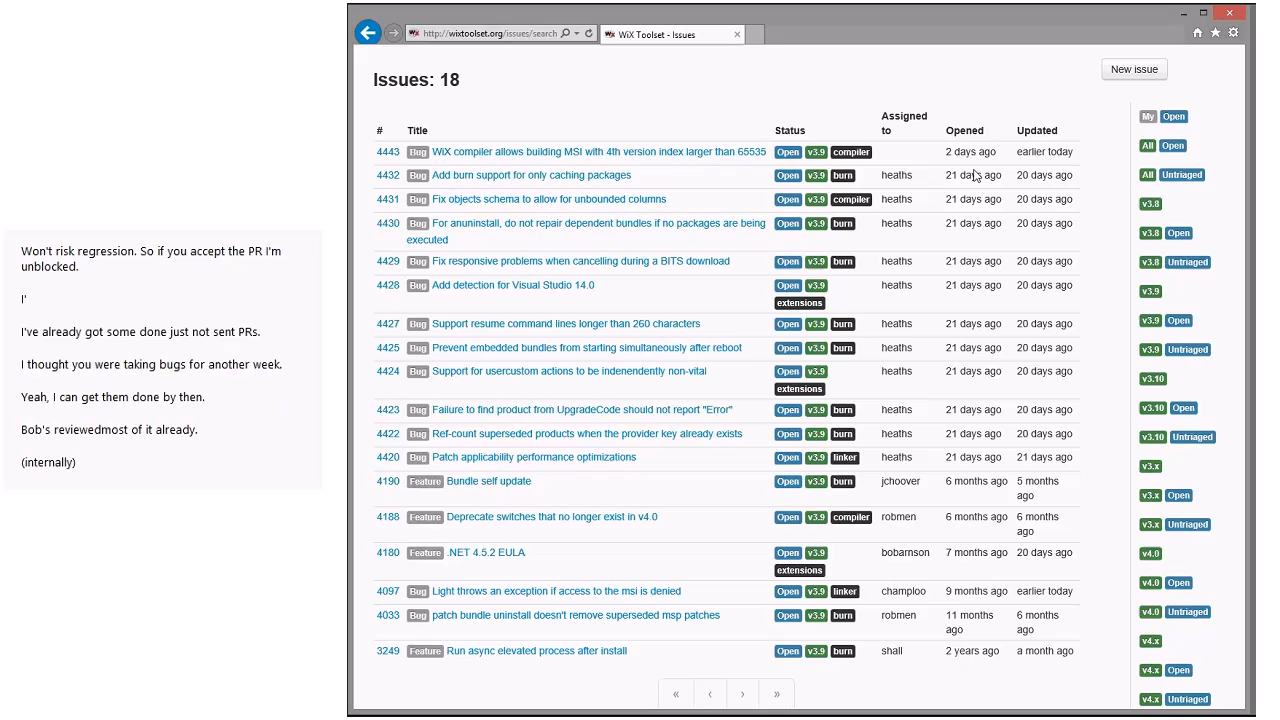 Won't risk regression. So if you accept the PR I'm
unblocked.
I'
I've already got some done just not sent PRs.
I thought you were taking bugs for another week.
Yeah, I can get them done by then.
Bob's reviewedmost of it already.
(internally)
http://wixtoolset.org/issues/search
WiX Toolset - Issues
Issues: 18
New issue
# Title Status Assigned to Opened Updated
4443 Bug WiX compiler allows building MSI with 4th version index larger than 65535 Open v3.9 compiler 2 days ago earlier today
4432 Bug Add burn support for only caching packages Open v3.9 burn heaths 21 days ago 20 days ago
4431 Bug Fix objects schema to allow for unbounded columns Open v3.9 compiler heaths 21 days ago 20 days ago
4430 Bug For anuninstall, do not repair dependent bundles if no packages are being Open v3.9 burn heaths 21 days ago 20 days ago
executed
4429 Bug Fix responsive problems when cancelling during a BITS download Open v3.9 burn heaths 21 days ago 20 days ago
4428 Bug Add detection for Visual Studio 14.0 Open v3.9 heaths 21 days ago 20 days ago
extensions
4427 Bug Support resume command lines longer than 260 characters Open v3.9 burn heaths 21 days ago 20 days ago
4425 Bug Prevent embedded bundles from starting simultaneously after reboot Open v3.9 burn heaths 21 days ago 20 days ago
4424 Bug Support for usercustom actions to be indenendently non-vital Open v3.9 heaths 21 days ago 20 days ago
extensions
4423 Bug Failure to find product from UpgradeCode should not report "Error" Open v3.9 burn heaths 21 days ago 20 days ago
4422 Bug Ref-count superseded products when the provider key already exists Open v3.9 burn heaths 21 days ago 20 days ago
4420 Bug Patch applicability performance optimizations Open v3.9 linker heaths 21 days ago 21 days ago
4190 Feature Bundle self update Open v3.9 burn jchoover 6 months ago 5 months
ago
4188 Feature Deprecate switches that no longer exist in v4.0 Open v3.9 compiler robmen 6 months ago 6 months
ago
4180 Feature .NET 4.5.2 EULA Open v3.9 bobarnson 7 months ago 20 days ago
extensions
4097 Bug Light throws an exception if access to the msi is denied Open v3.9 linker champloo 9 months ago earlier today
4033 Bug patch bundle uninstall doesn't remove superseded msp patches Open v3.9 burn robmen 11 months 6 months
ago ago
3249 Feature Run async elevated process after install Open v3.9 burn shall 2 years ago a month ago
« ‹ › »
My Open
All Open
All Untriaged
v3.8
v3.8 Open
v3.8 Untriaged
v3.9
v3.9 Open
v3.9 Untriaged
v3.10
v3.10 Open
v3.10 Untriaged
v3.x
v3.x Open
v3.x Untriaged
v4.0
v4.0 Open
v4.0 Untriaged
v4.x
v4.x Open
v4.x Untriaged